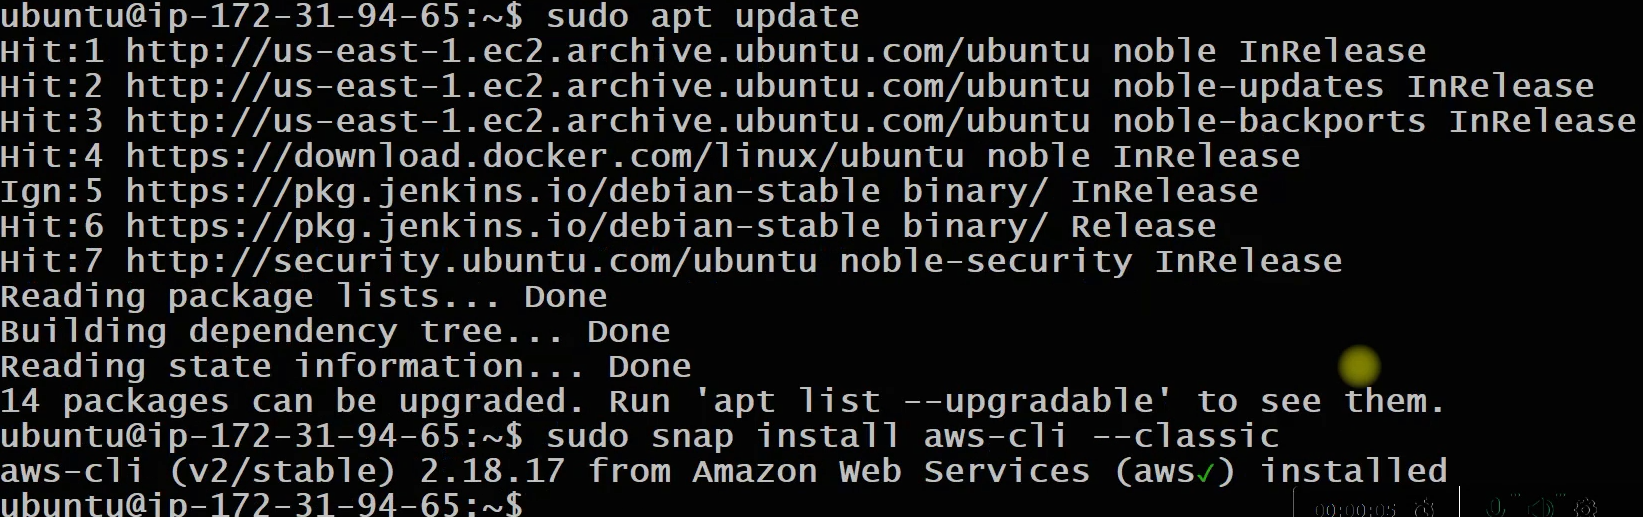 ubuntu@ip-172-31-94-65:~$ sudo apt update
Hit:1 http://us-east-1.ec2.archive.ubuntu.com/ubuntu noble InRelease
Hit:2 http://us-east-1.ec2.archive.ubuntu.com/ubuntu noble-updates InRelease
Hit:3 http://us-east-1.ec2.archive.ubuntu.com/ubuntu noble-backports InRelease
Hit:4 https://download.docker.com/linux/ubuntu noble InRelease
Ign:5 https://pkg.jenkins.io/debian-stable binary/ InRelease
Hit:6 https://pkg.jenkins.io/debian-stable binary/ Release
Hit:7 http://security.ubuntu.com/ubuntu noble-security InRelease
Reading package lists... Done
Building dependency tree... Done
Reading state information... Done
14 packages can be upgraded. Run 'apt list --upgradable' to see them.
ubuntu@ip-172-31-94-65:~$ sudo snap install aws-cli --classic
aws-cli (v2/stable) 2.18.17 from Amazon Web Services (aws✓) installed
ubuntu@ip-172-31-94-65:~$
00:00:05